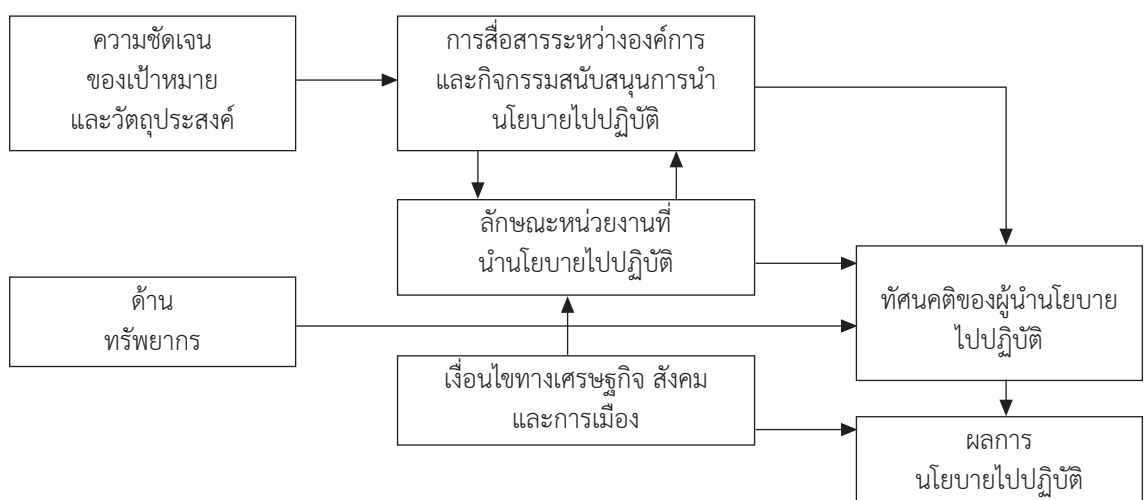 ความชัดเจน
ของเป้าหมาย
และวัตถุประสงค์
การสื่อสารระหว่างองค์การ
และกิจกรรมสนับสนุนการนำ
นโยบายไปปฏิบัติ
ลักษณะหน่วยงานที่
นำนโยบายไปปฏิบัติ
ด้าน
ทรัพยากร
ทัศนคติของผู้นำนโยบาย
ไปปฏิบัติ
เงื่อนไขทางเศรษฐกิจ สังคม
และการเมือง
ผลการ
นโยบายไปปฏิบัติ